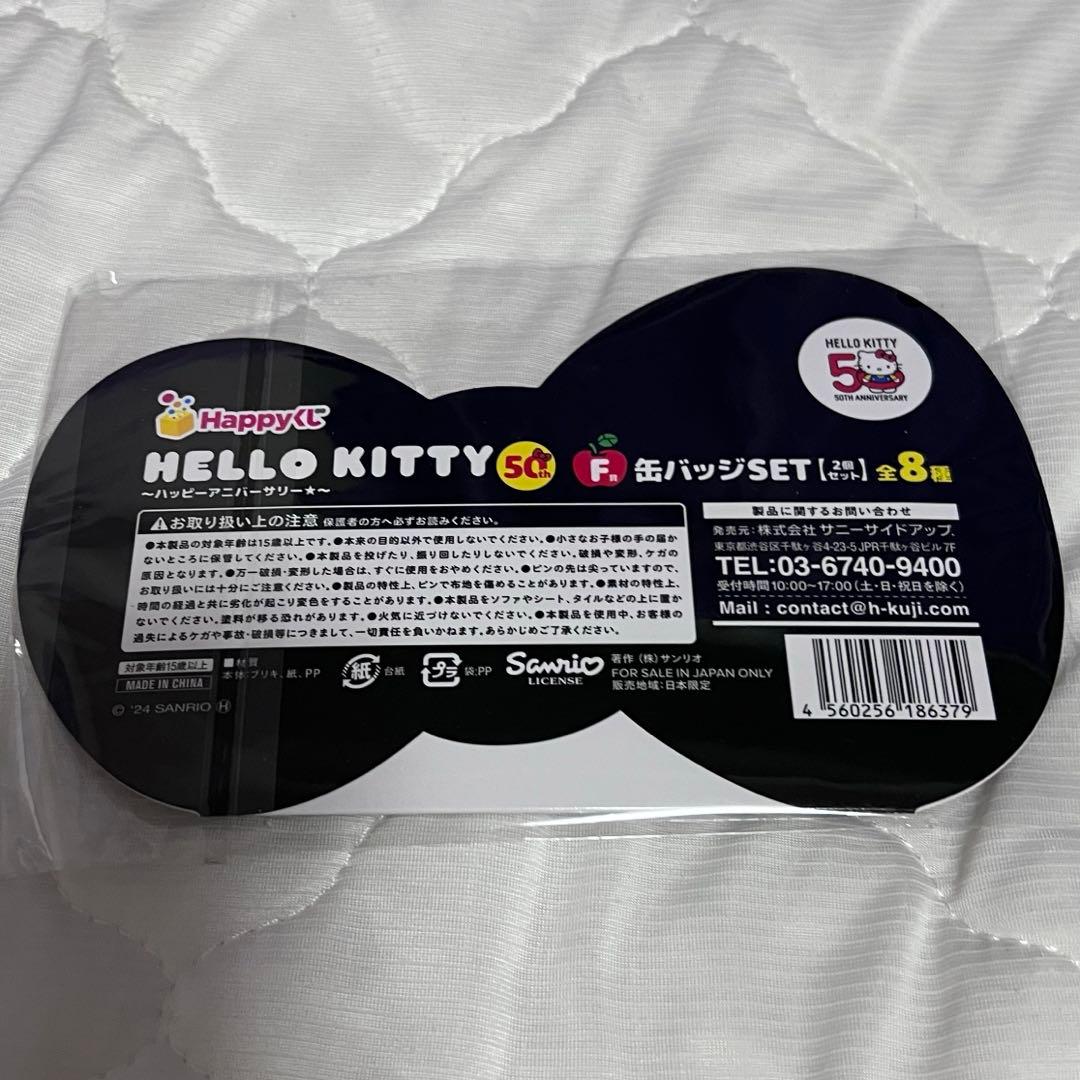 HELLO KITTY
50
50TH ANNIVERSARY
Happyくじ
HELLO KITTY 50th F賞 缶バッジSET【2個セット】全8種
〜ハッピーアニバーサリー★〜
⚠お取り扱い上の注意 保護者の方へ必ずお読みください。
●本製品の対象年齢は15歳以上です。●本来の目的以外で使用しないでください。●小さなお子様の手の届か
ないところに保管してください。●本製品を投げたり、振り回したりしないでください。破損や変形、ケガの
原因となります。●万一破損・変形した場合は、すぐに使用をおやめください。●ピンの先は尖っていますので、
お取り扱いには十分にご注意ください。●製品の特性上、ピンで布地を傷めることがあります。●素材の特性上、
時間の経過と共に劣化が起こり変色をすることがあります。●本製品をソファやシート、タイルなどの上に置か
ないでください。塗料が移る恐れがあります。●火気に近づけないでください。●本製品を使用中、お客様の
過失によるケガや事故・破損等につきまして、一切責任を負いかねます。あらかじめご了承ください。
製品に関するお問い合わせ
発売元:株式会社 サニーサイドアップ
東京都渋谷区千駄ヶ谷4-23-5 JPR千駄ヶ谷ビル 7F
TEL:03-6740-9400
受付時間10:00〜17:00(土・日・祝日を除く)
Mail : contact@h-kuji.com
対象年齢15歳以上
MADE IN CHINA
■材質
本体:ブリキ、紙、PP
紙 台紙
プラ 袋:PP
Sanrio
LICENSE
著作(株)サンリオ
FOR SALE IN JAPAN ONLY
販売地域:日本限定
© '24 SANRIO Ⓗ
4 560256 186379